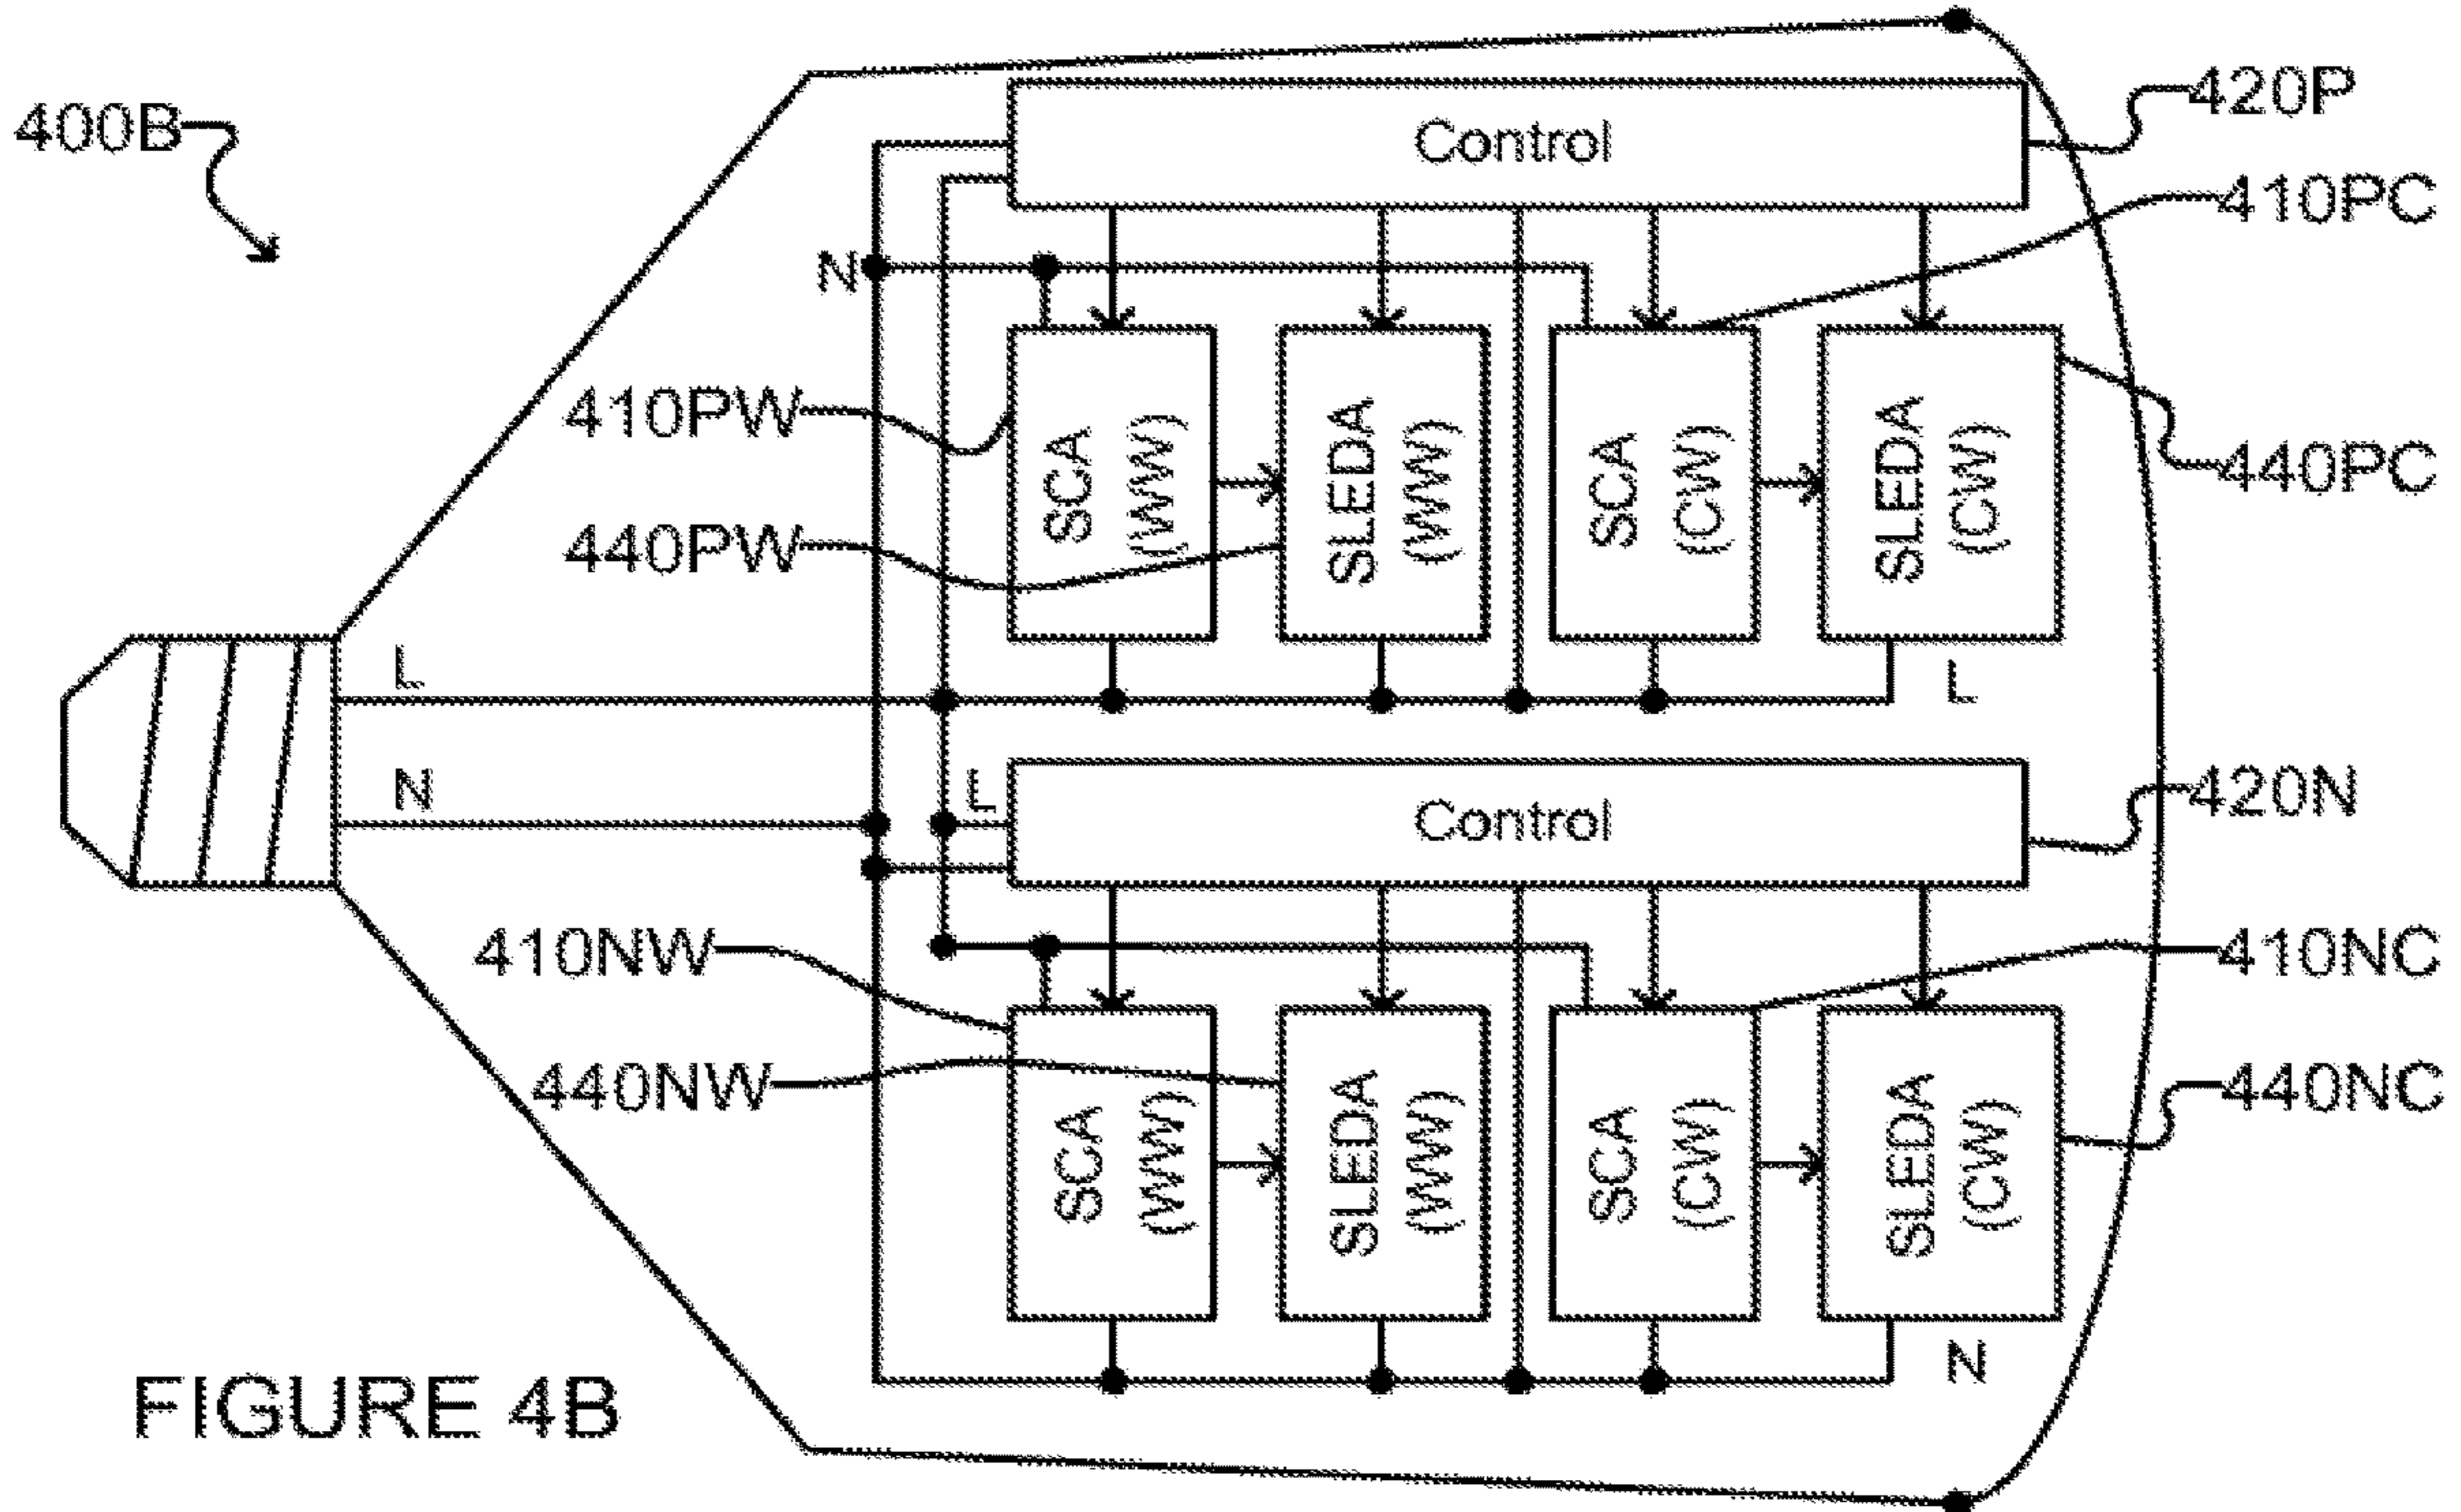 400B
Control
420P
410PC
N
410PW
SCA
(WW)
SLEDA
(WW)
SCA
(CW)
SLEDA
(CW)
440PC
440PW
L
L
N
L
Control
420N
410NW
410NC
440NW
SCA
(WW)
SLEDA
(WW)
SCA
(CW)
SLEDA
(CW)
440NC
N
FIGURE 4B